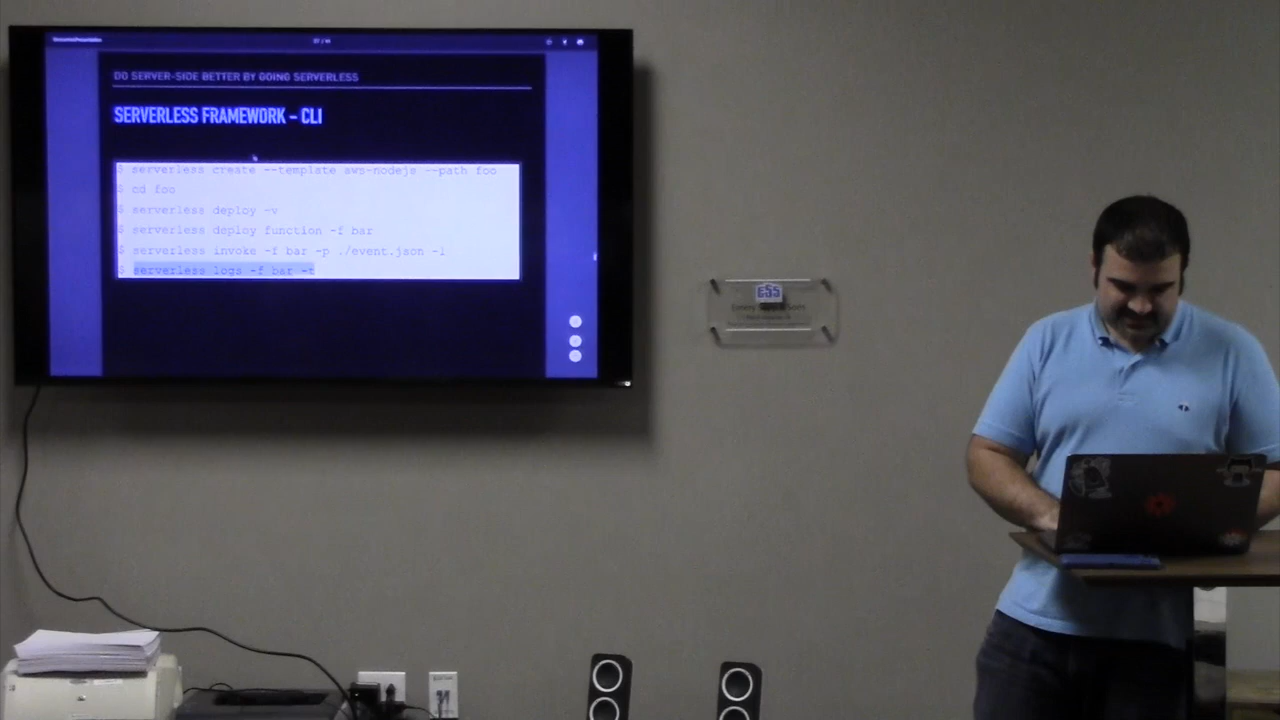 DO SERVER-SIDE BETTER BY GOING SERVERLESS
SERVERLESS FRAMEWORK - CLI
$ serverless create --template aws-nodejs --path foo
$ cd foo
$ serverless deploy -v
$ serverless deploy function -f bar
$ serverless invoke -f bar -p ./event.json -l
$ serverless logs -f bar -t
ESS